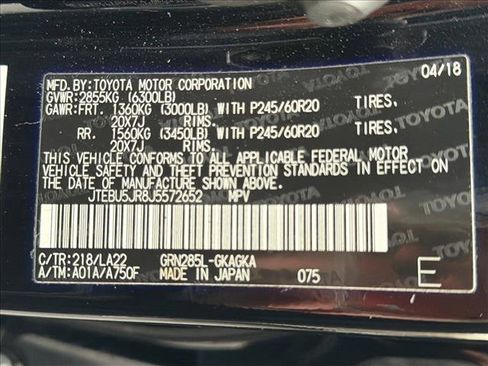 MFD. BY: TOYOTA MOTOR CORPORATION 04/18
GVWR: 2855KG (6300LB)
GAWR: FRT. 1360KG (3000LB) WITH P245/60R20 TIRES.
20X7J RIMS.
RR. 1560KG (3450LB) WITH P245/60R20 TIRES.
20X7J RIMS.
THIS VEHICLE CONFORMS TO ALL APPLICABLE FEDERAL MOTOR
VEHICLE SAFETY AND THEFT PREVENTION STANDARDS IN EFFECT ON
THE DATE OF MANUFACTURE SHOWN ABOVE.
JTEBU5JR8J5572652 MPV
C/TR: 218/LA22 GRN285L-GKAGKA
A/TM: A01A/A750F MADE IN JAPAN 075 E